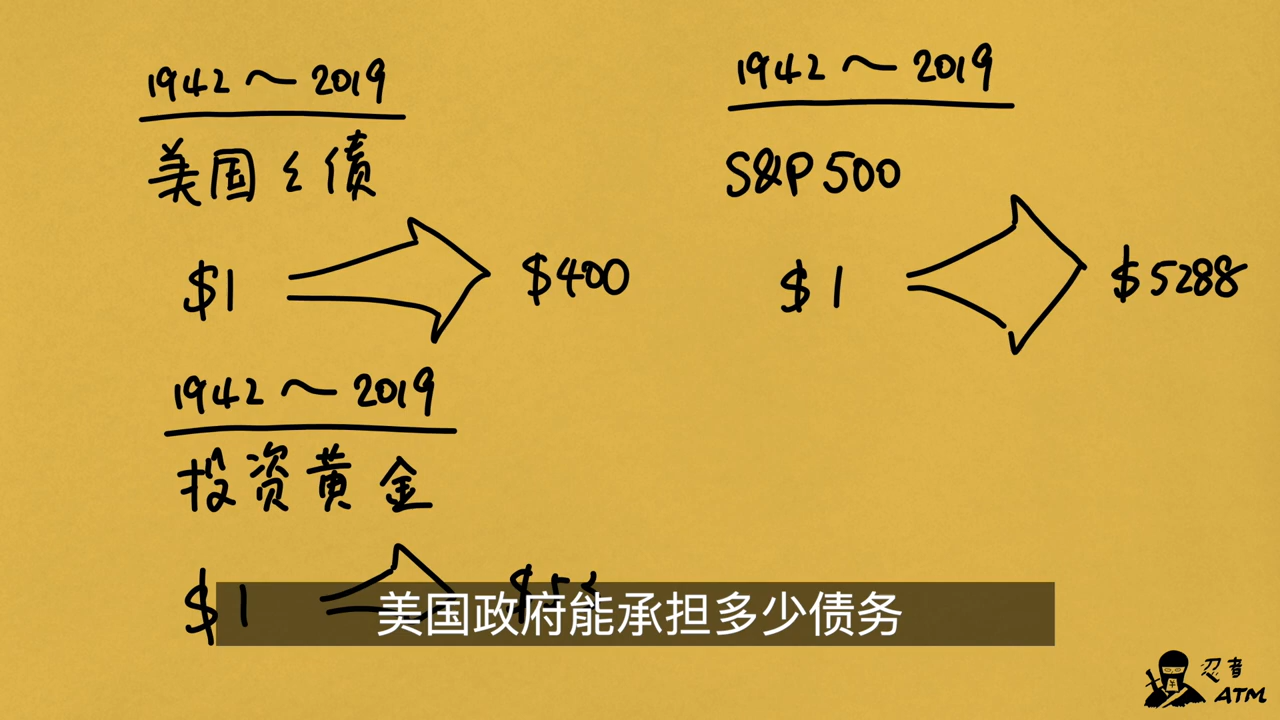 1942～2019
美国 债
$1
$400
1942～2019
S&P 500
$1
$5288
1942～2019
投资黄金
$1
美国政府能承担多少债务
忍者
ATM